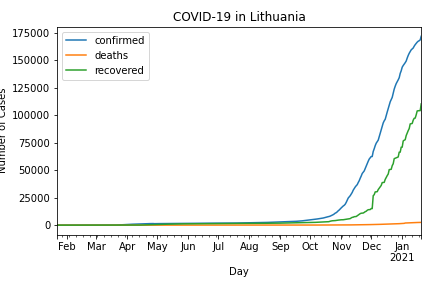 COVID-19 in Lithuania
175000
150000
125000
100000
75000
50000
25000
0
Number of Cases
confirmed
deaths
recovered
Feb Mar Apr May Jun Jul Aug Sep Oct Nov Dec Jan
2021
Day